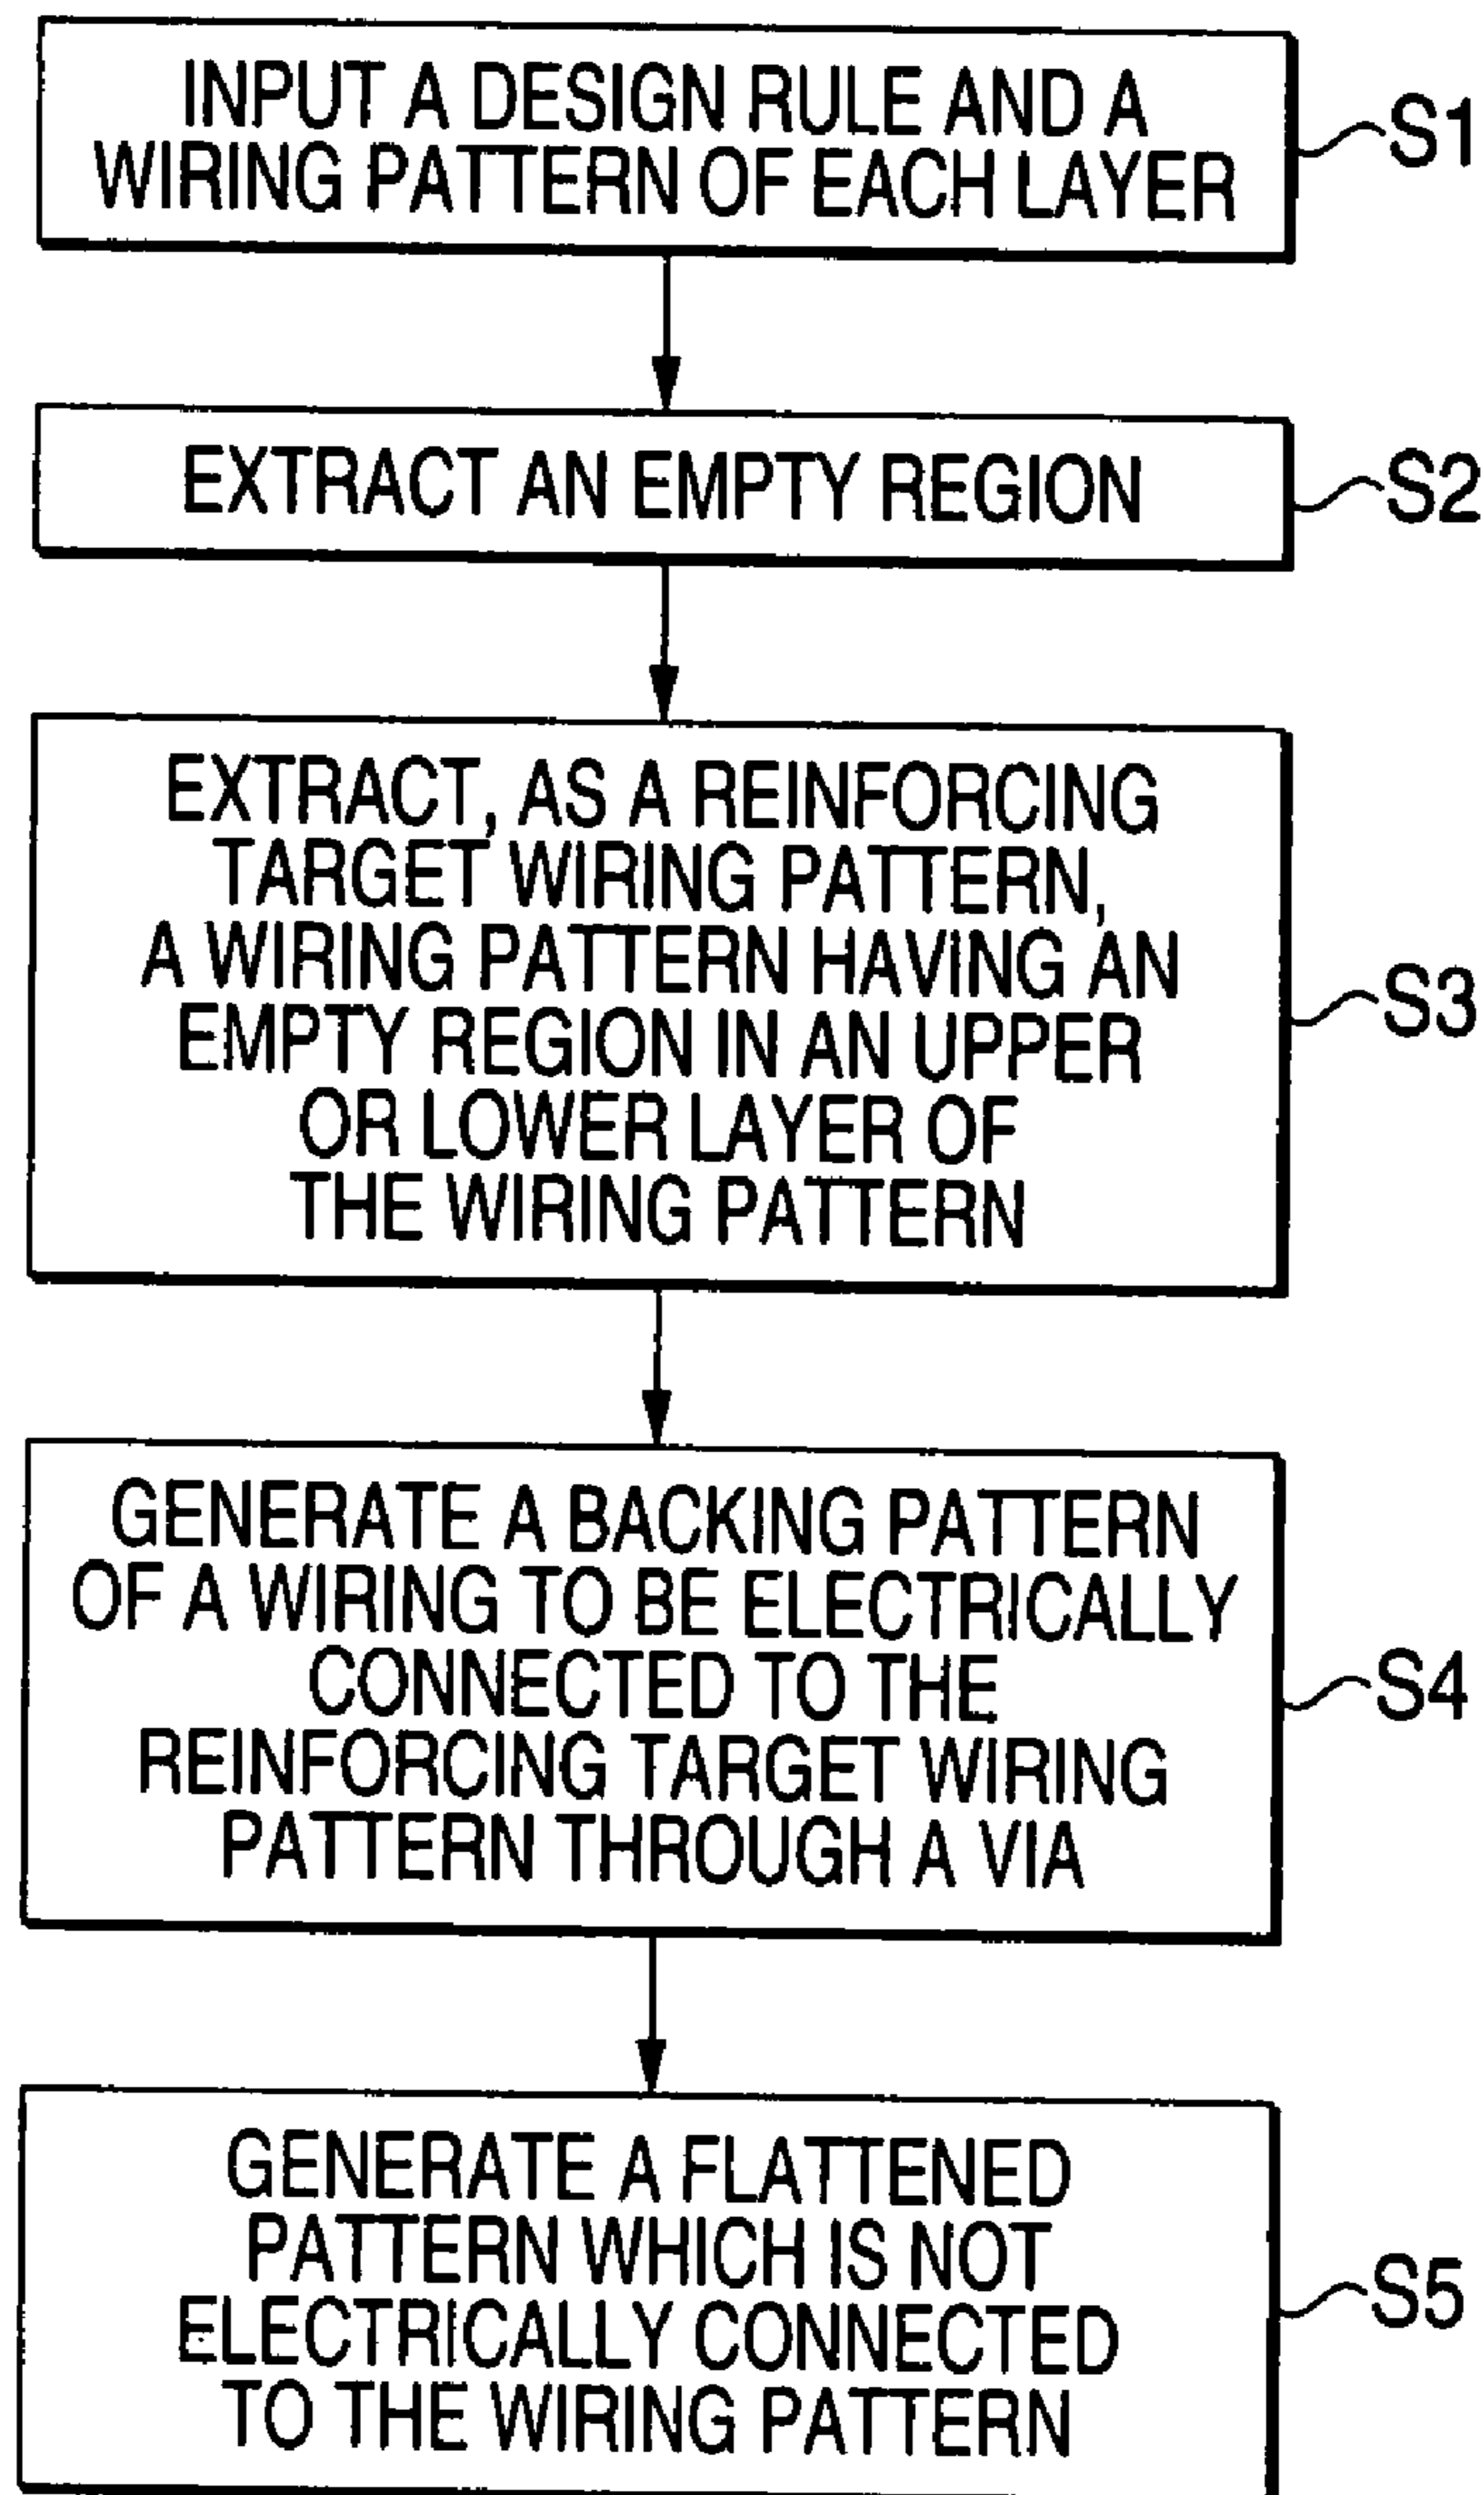 INPUT A DESIGN RULE AND A
WIRING PATTERN OF EACH LAYER
S1
EXTRACT AN EMPTY REGION
S2
EXTRACT, AS A REINFORCING
TARGET WIRING PATTERN,
A WIRING PATTERN HAVING AN
EMPTY REGION IN AN UPPER
OR LOWER LAYER OF
THE WIRING PATTERN
S3
GENERATE A BACKING PATTERN
OF A WIRING TO BE ELECTRICALLY
CONNECTED TO THE
REINFORCING TARGET WIRING
PATTERN THROUGH A VIA
S4
GENERATE A FLATTENED
PATTERN WHICH IS NOT
ELECTRICALLY CONNECTED
TO THE WIRING PATTERN
S5